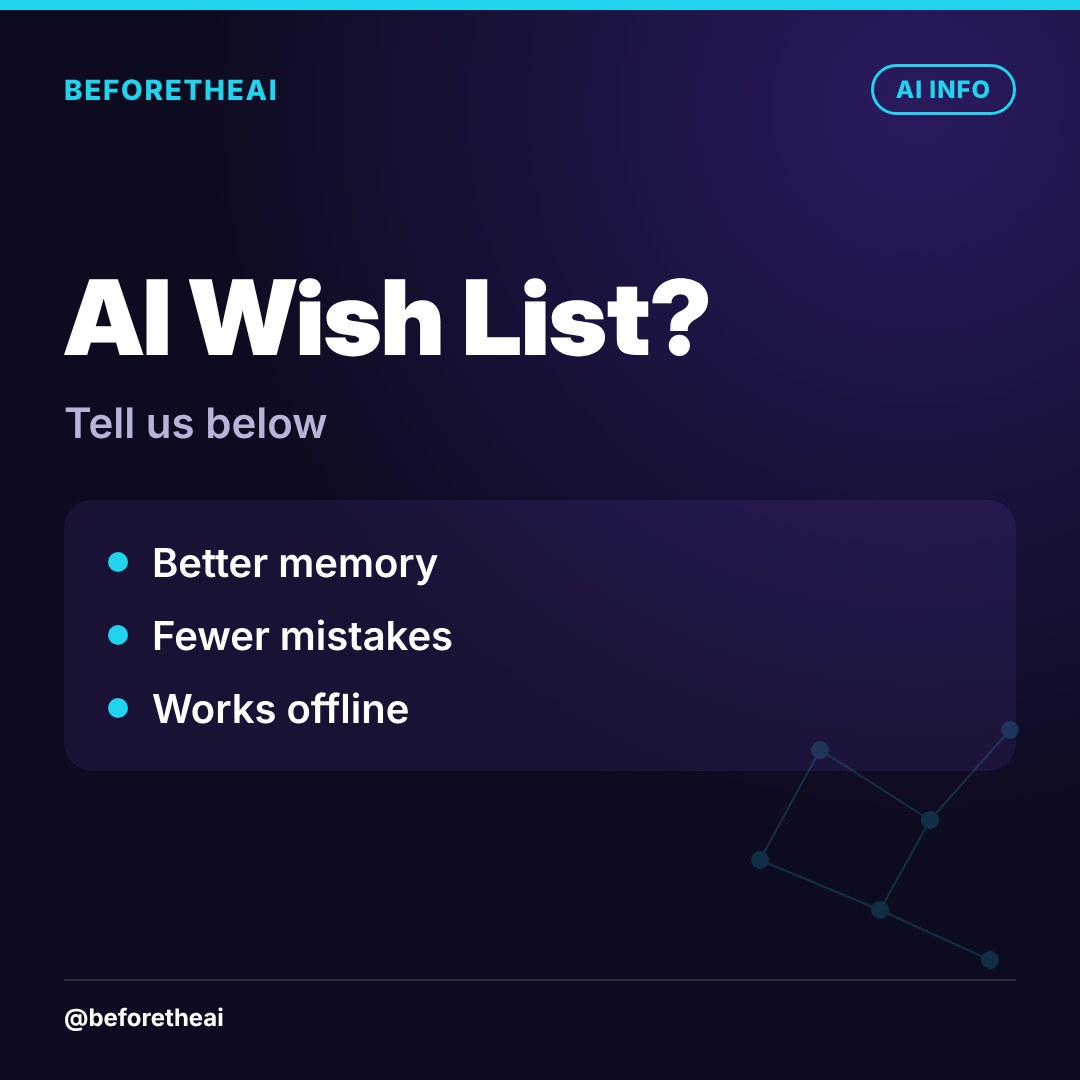 BEFORETHEAI
AI INFO
AI Wish List?
Tell us below
Better memory
Fewer mistakes
Works offline
@beforetheai